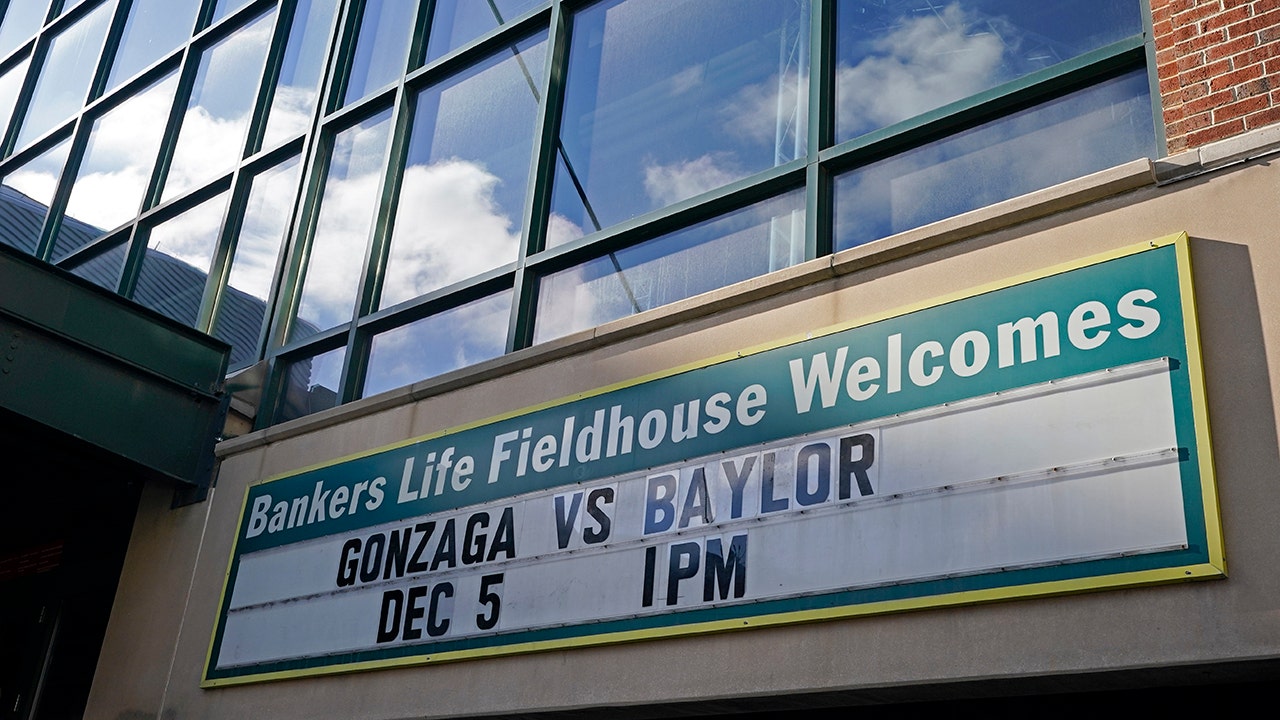 Bankers Life Fieldhouse Welcomes
GONZAGA VS BAYLOR
DEC 5 1PM